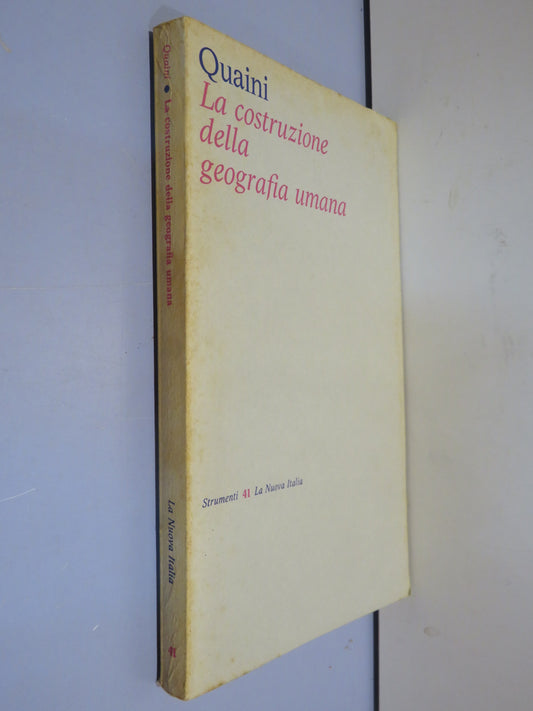 Quaini
La costruzione
della
geografia umana
Strumenti 41 La Nuova Italia
Quaini • La costruzione della geografia umana
La Nuova Italia
41